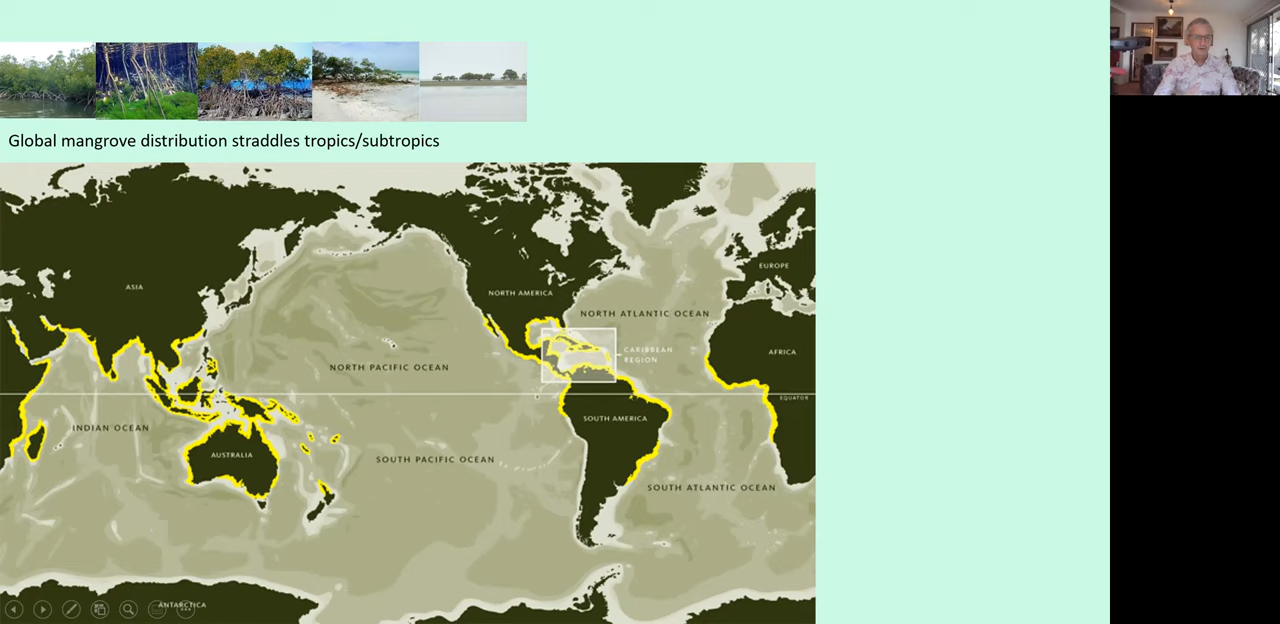 Global mangrove distribution straddles tropics/subtropics
EUROPE
ASIA
NORTH AMERICA
NORTH ATLANTIC OCEAN
CARIBBEAN
REGION
AFRICA
NORTH PACIFIC OCEAN
EQUATOR
SOUTH AMERICA
INDIAN OCEAN
AUSTRALIA
SOUTH PACIFIC OCEAN
SOUTH ATLANTIC OCEAN
ANTARCTICA